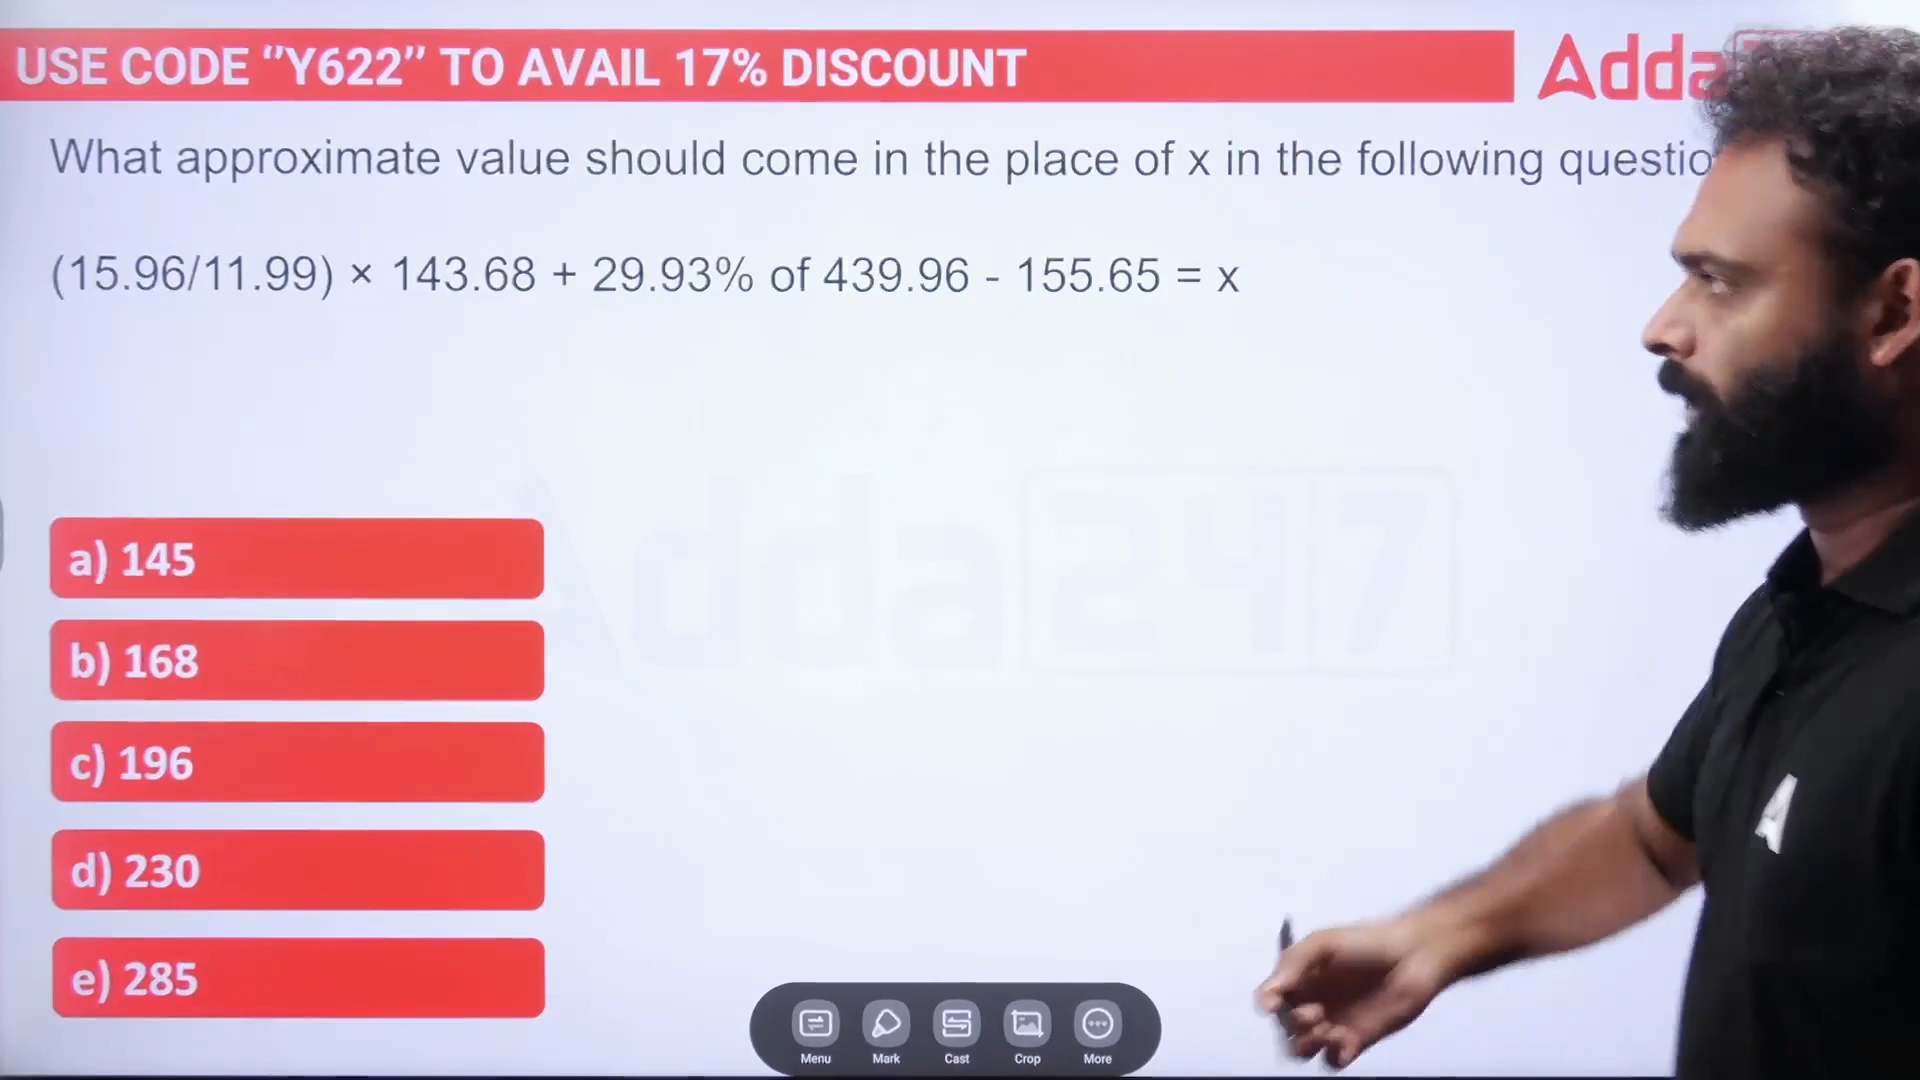 USE CODE ‘’Y622’’ TO AVAIL 17% DISCOUNT
Adda
What approximate value should come in the place of x in the following
(15.96/11.99) × 143.68 + 29.93% of 439.96 - 155.65 = x
Adda247
a) 145
b) 168
c) 196
d) 230
e) 285
Menu Mark Cast Crop More